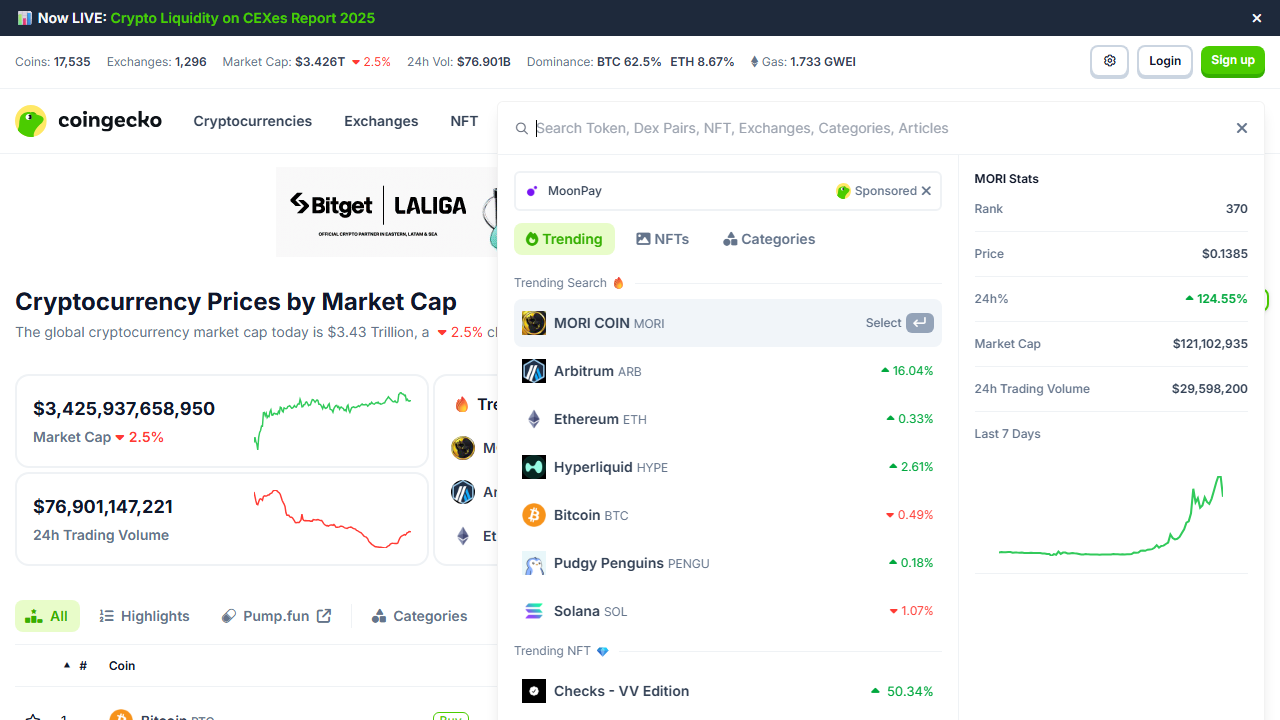 Now LIVE: Crypto Liquidity on CEXes Report 2025
Coins: 17,535 Exchanges: 1,296 Market Cap: $3.426T 2.5% 24h Vol: $76.901B Dominance: BTC 62.5% ETH 8.67% Gas: 1.733 GWEI
Login
Sign up
coingecko
Cryptocurrencies
Exchanges
NFT
Search Token, Dex Pairs, NFT, Exchanges, Categories, Articles
Bitget LALIGA
OFFICIAL CRYPTO PARTNER IN EASTERN, LATAM & SEA
Cryptocurrency Prices by Market Cap
The global cryptocurrency market cap today is $3.43 Trillion, a 2.5%
$3,425,937,658,950
Market Cap 2.5%
$76,901,147,221
24h Trading Volume
All
Highlights
Pump.fun
Categories
# Coin
1 Bitcoin BTC Buy
MoonPay Sponsored
Trending
NFTs
Categories
Trending Search
MORI COIN MORI Select
Arbitrum ARB 16.04%
Ethereum ETH 0.33%
Hyperliquid HYPE 2.61%
Bitcoin BTC 0.49%
Pudgy Penguins PENGU 0.18%
Solana SOL 1.07%
Trending NFT
Checks - VV Edition 50.34%
MORI Stats
Rank 370
Price $0.1385
24h% 124.55%
Market Cap $121,102,935
24h Trading Volume $29,598,200
Last 7 Days